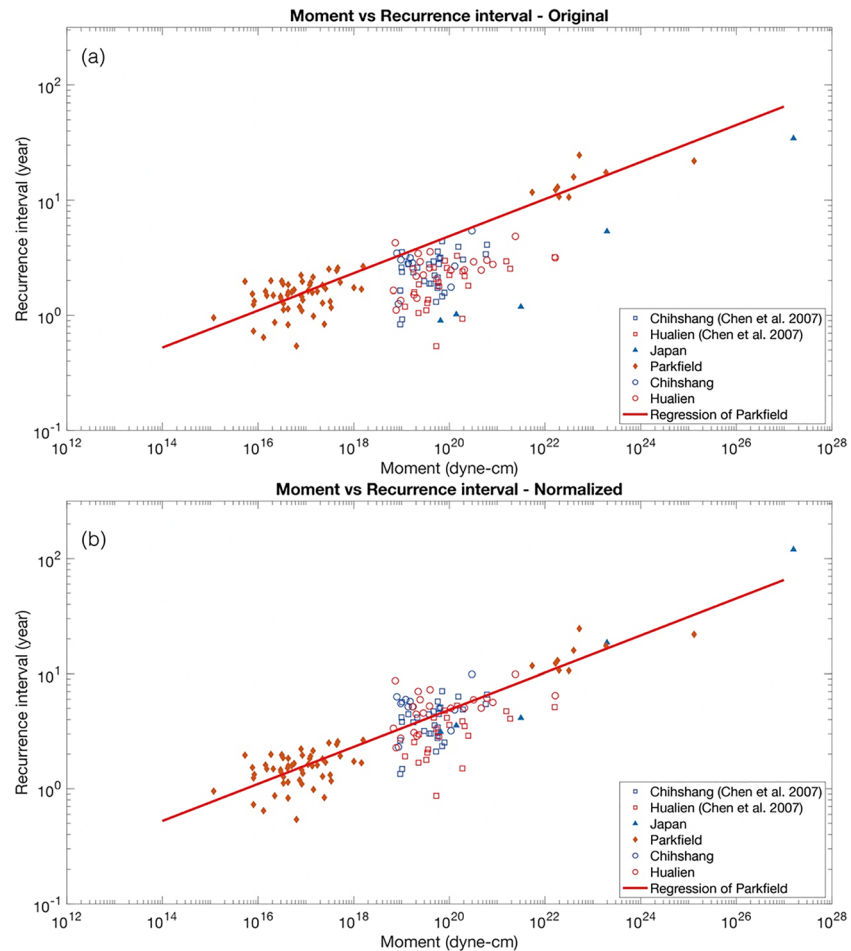 Moment vs Recurrence interval - Original
(a)
Recurrence interval (year)
10^2
10^1
10^0
10^-1
Chihshang (Chen et al. 2007)
Hualien (Chen et al. 2007)
Japan
Parkfield
Chihshang
Hualien
Regression of Parkfield
10^12 10^14 10^16 10^18 10^20 10^22 10^24 10^26 10^28
Moment (dyne-cm)
Moment vs Recurrence interval - Normalized
(b)
Recurrence interval (year)
10^2
10^1
10^0
10^-1
Chihshang (Chen et al. 2007)
Hualien (Chen et al. 2007)
Japan
Parkfield
Chihshang
Hualien
Regression of Parkfield
10^12 10^14 10^16 10^18 10^20 10^22 10^24 10^26 10^28
Moment (dyne-cm)